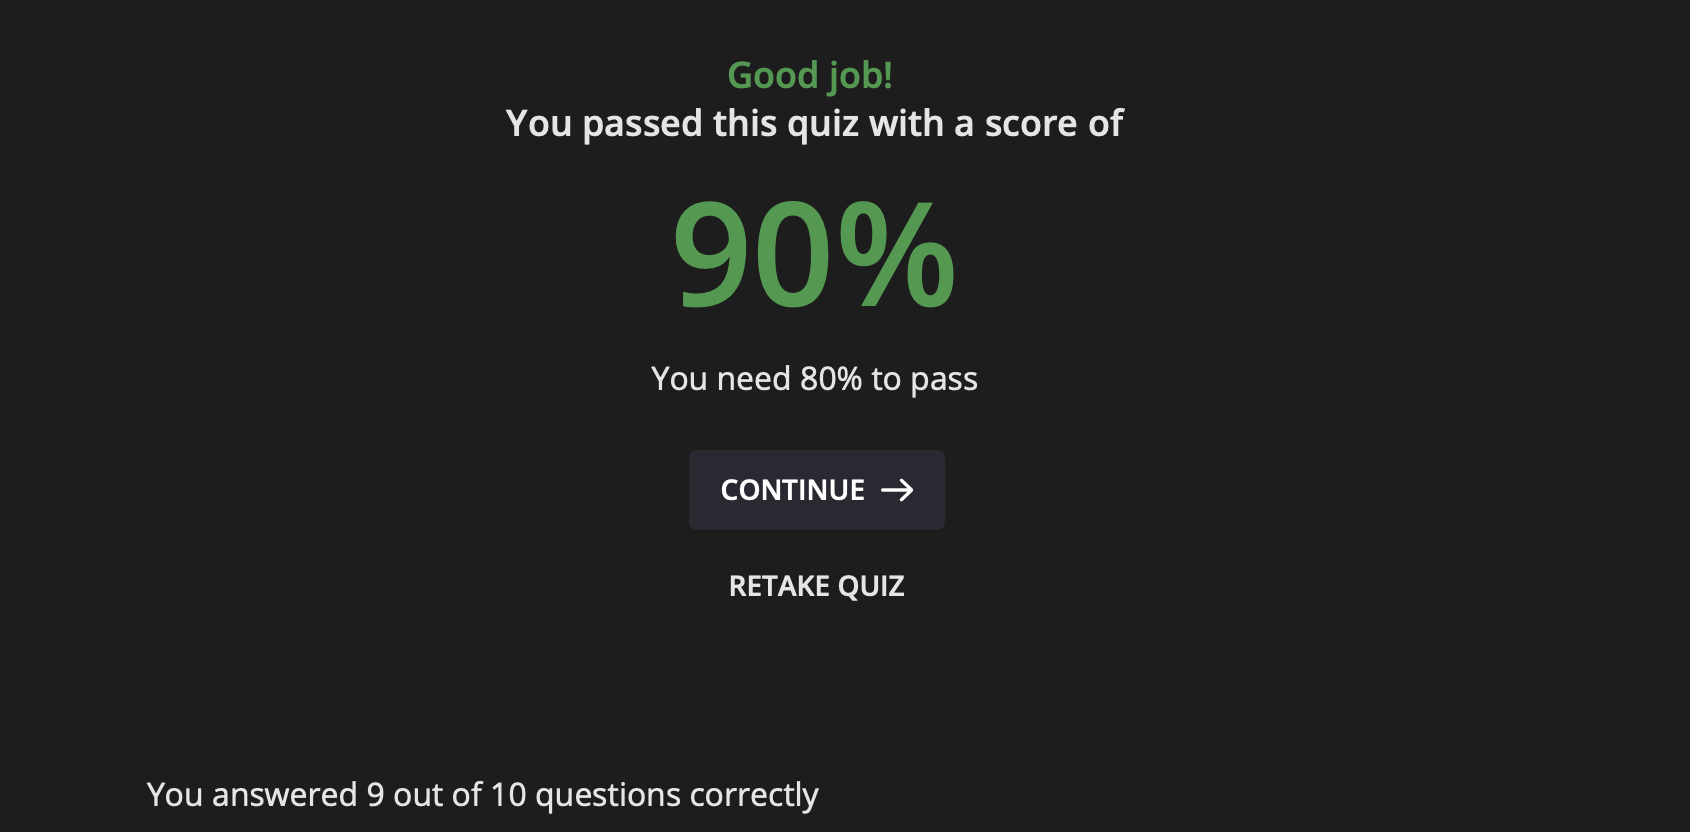 Good job!
You passed this quiz with a score of
90%
You need 80% to pass
CONTINUE →
RETAKE QUIZ
You answered 9 out of 10 questions correctly